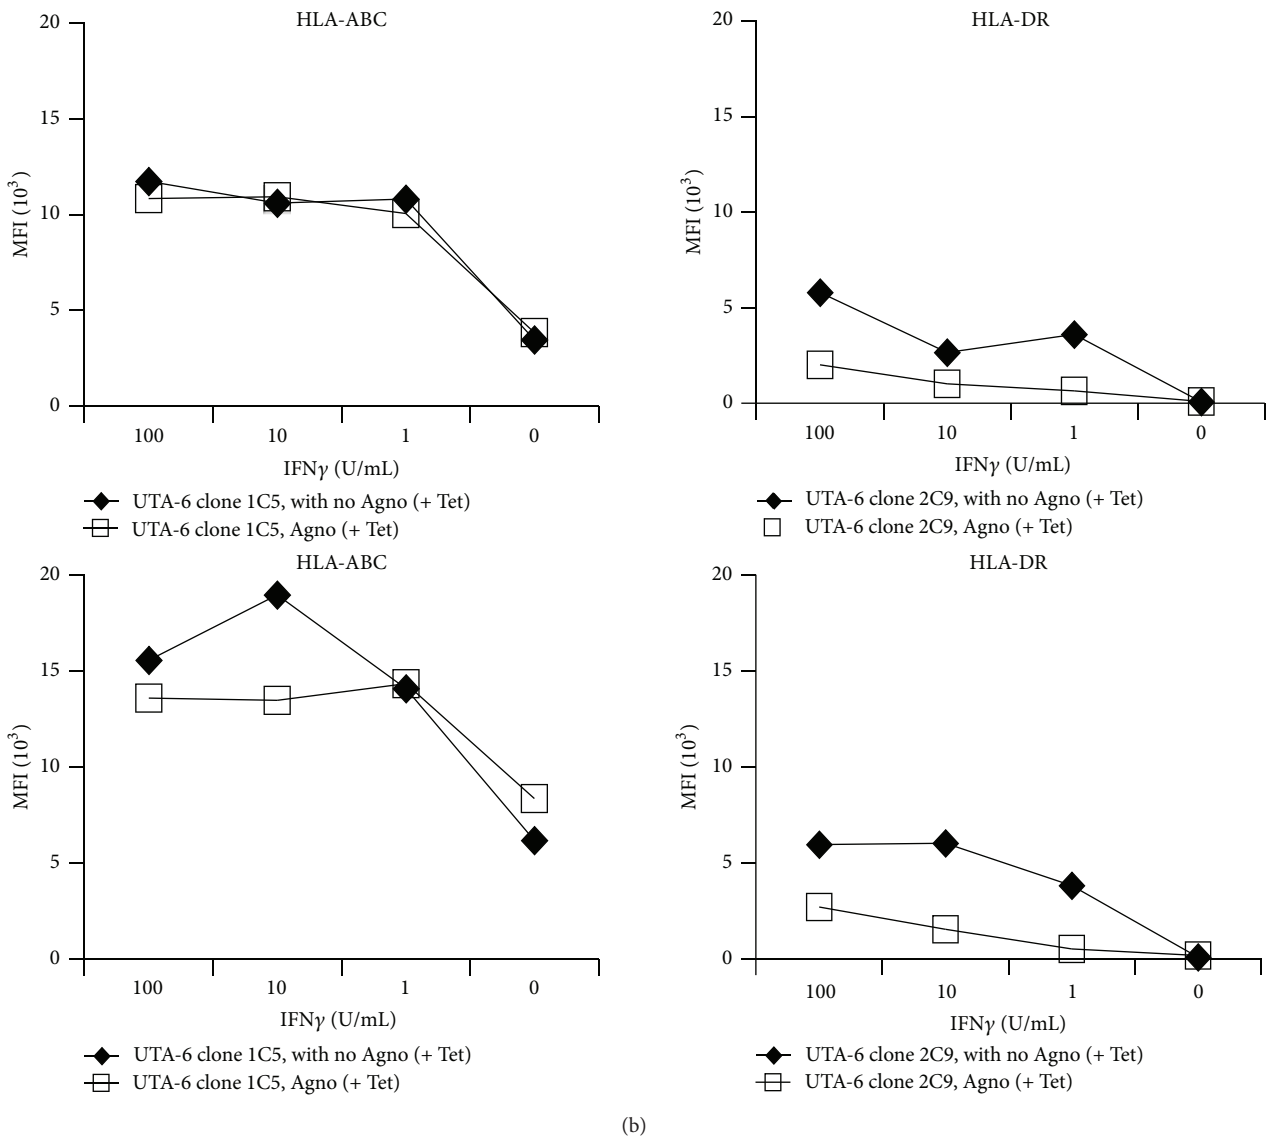 HLA-ABC
20
15
10
5
0
MFI (10³)
100 10 1 0
IFNγ (U/mL)
UTA-6 clone 1C5, with no Agno (+ Tet)
UTA-6 clone 1C5, Agno (+ Tet)
HLA-DR
20
15
10
5
0
MFI (10³)
100 10 1 0
IFNγ (U/mL)
UTA-6 clone 2C9, with no Agno (+ Tet)
UTA-6 clone 2C9, Agno (+ Tet)
HLA-ABC
20
15
10
5
0
MFI (10³)
100 10 1 0
IFNγ (U/mL)
UTA-6 clone 1C5, with no Agno (+ Tet)
UTA-6 clone 1C5, Agno (+ Tet)
HLA-DR
20
15
10
5
0
MFI (10³)
100 10 1 0
IFNγ (U/mL)
UTA-6 clone 2C9, with no Agno (+ Tet)
UTA-6 clone 2C9, Agno (+ Tet)
(b)